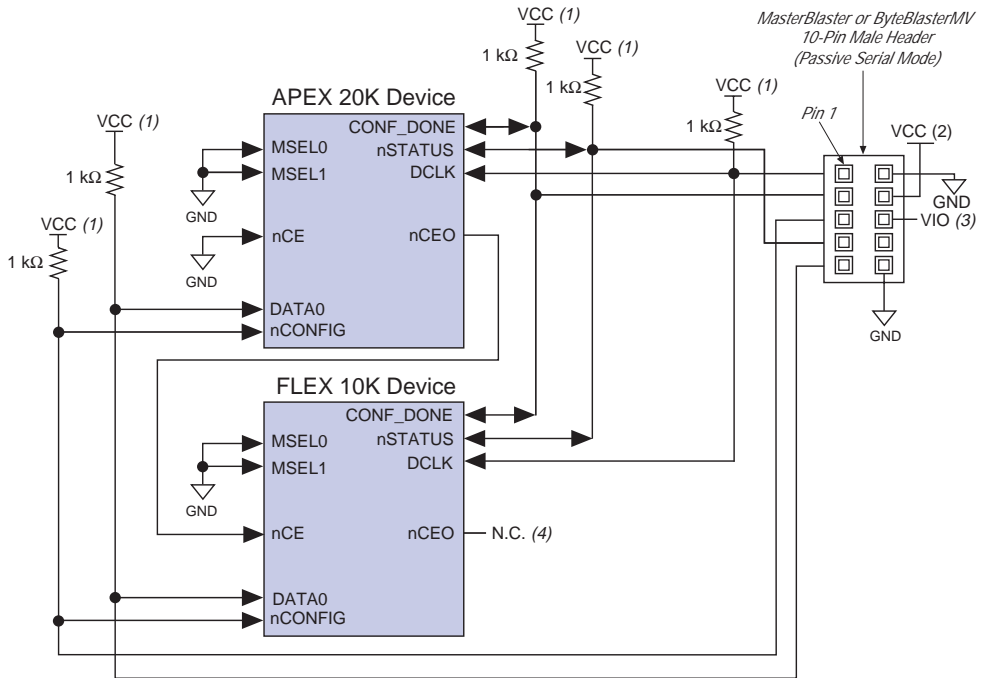 VCC (1)
VCC (1)
MasterBlaster or ByteBlasterMV
10-Pin Male Header
(Passive Serial Mode)
1 kΩ
1 kΩ
VCC (1)
APEX 20K Device
VCC (1)
1 kΩ
Pin 1
VCC (2)
CONF_DONE
MSEL0
nSTATUS
MSEL1
DCLK
1 kΩ
GND
GND
VCC (1)
VIO (3)
nCE
nCEO
1 kΩ
GND
DATA0
nCONFIG
GND
FLEX 10K Device
CONF_DONE
MSEL0
nSTATUS
MSEL1
DCLK
GND
nCE
nCEO
N.C. (4)
DATA0
nCONFIG